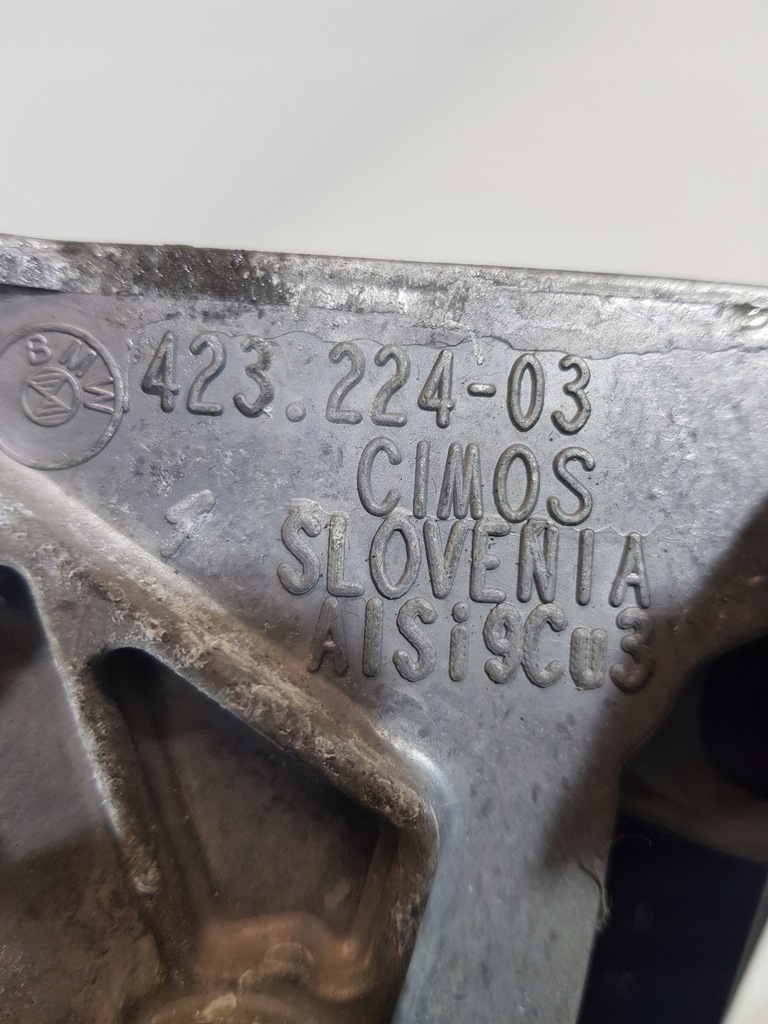 BMW
423.224-03
CIMOS
SLOVENIA
AlSi9Cu3